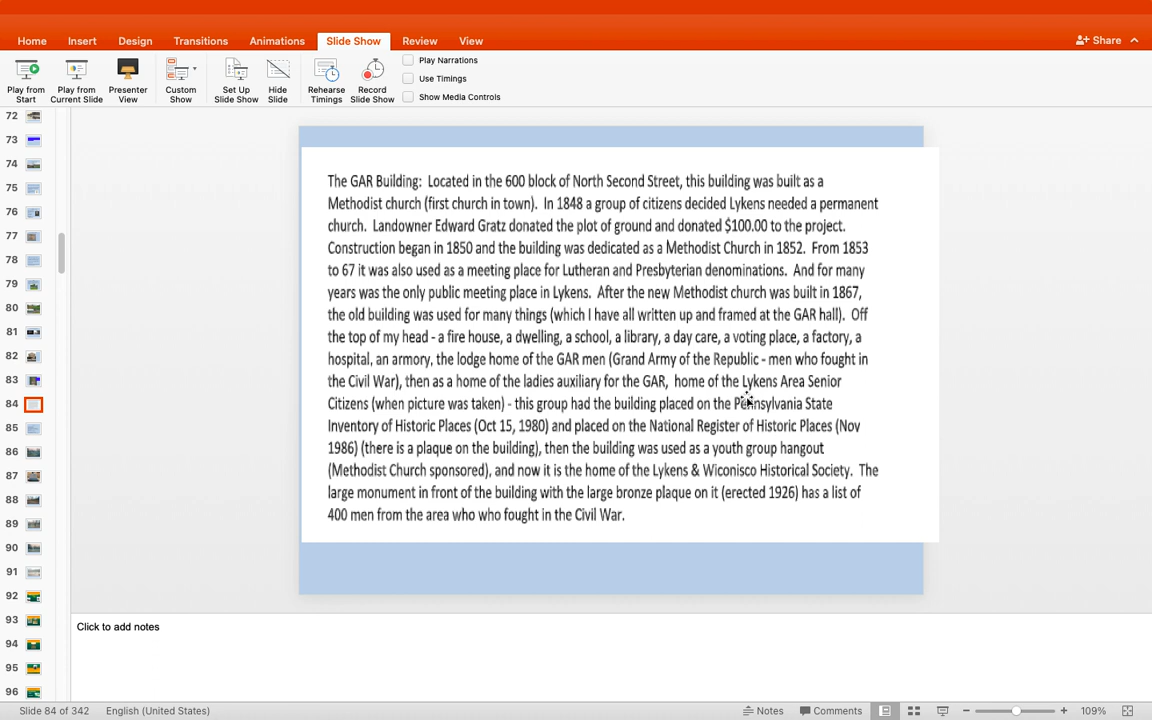 Home Insert Design Transitions Animations Slide Show Review View Share
Play from Start
Play from Current Slide
Presenter View
Custom Show
Set Up Slide Show
Hide Slide
Rehearse Timings
Record Slide Show
Play Narrations
Use Timings
Show Media Controls
72
73
74
75
76
77
78
79
80
81
82
83
84
85
86
87
88
89
90
91
92
93
94
95
96
The GAR Building: Located in the 600 block of North Second Street, this building was built as a
Methodist church (first church in town). In 1848 a group of citizens decided Lykens needed a permanent
church. Landowner Edward Gratz donated the plot of ground and donated $100.00 to the project.
Construction began in 1850 and the building was dedicated as a Methodist Church in 1852. From 1853
to 67 it was also used as a meeting place for Lutheran and Presbyterian denominations. And for many
years was the only public meeting place in Lykens. After the new Methodist church was built in 1867,
the old building was used for many things (which I have all written up and framed at the GAR hall). Off
the top of my head - a fire house, a dwelling, a school, a library, a day care, a voting place, a factory, a
hospital, an armory, the lodge home of the GAR men (Grand Army of the Republic - men who fought in
the Civil War), then as a home of the ladies auxiliary for the GAR, home of the Lykens Area Senior
Citizens (when picture was taken) - this group had the building placed on the Pennsylvania State
Inventory of Historic Places (Oct 15, 1980) and placed on the National Register of Historic Places (Nov
1986) (there is a plaque on the building), then the building was used as a youth group hangout
(Methodist Church sponsored), and now it is the home of the Lykens & Wiconisco Historical Society. The
large monument in front of the building with the large bronze plaque on it (erected 1926) has a list of
400 men from the area who who fought in the Civil War.
Click to add notes
Slide 84 of 342 English (United States) Notes Comments 109%